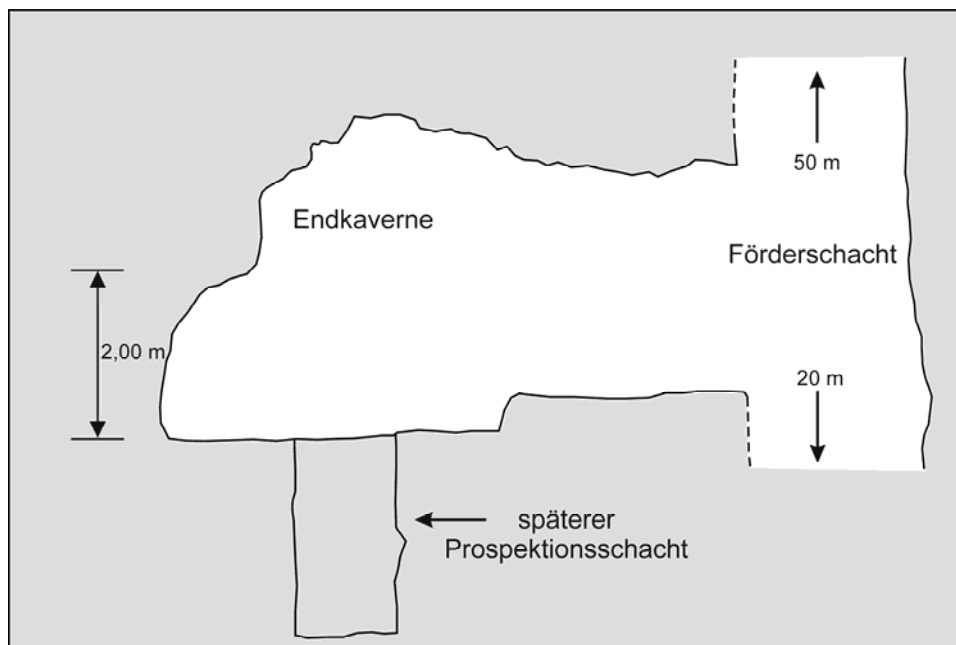 50 m
Endkaverne
Förderschacht
2,00 m
20 m
späterer
Prospektionsschacht